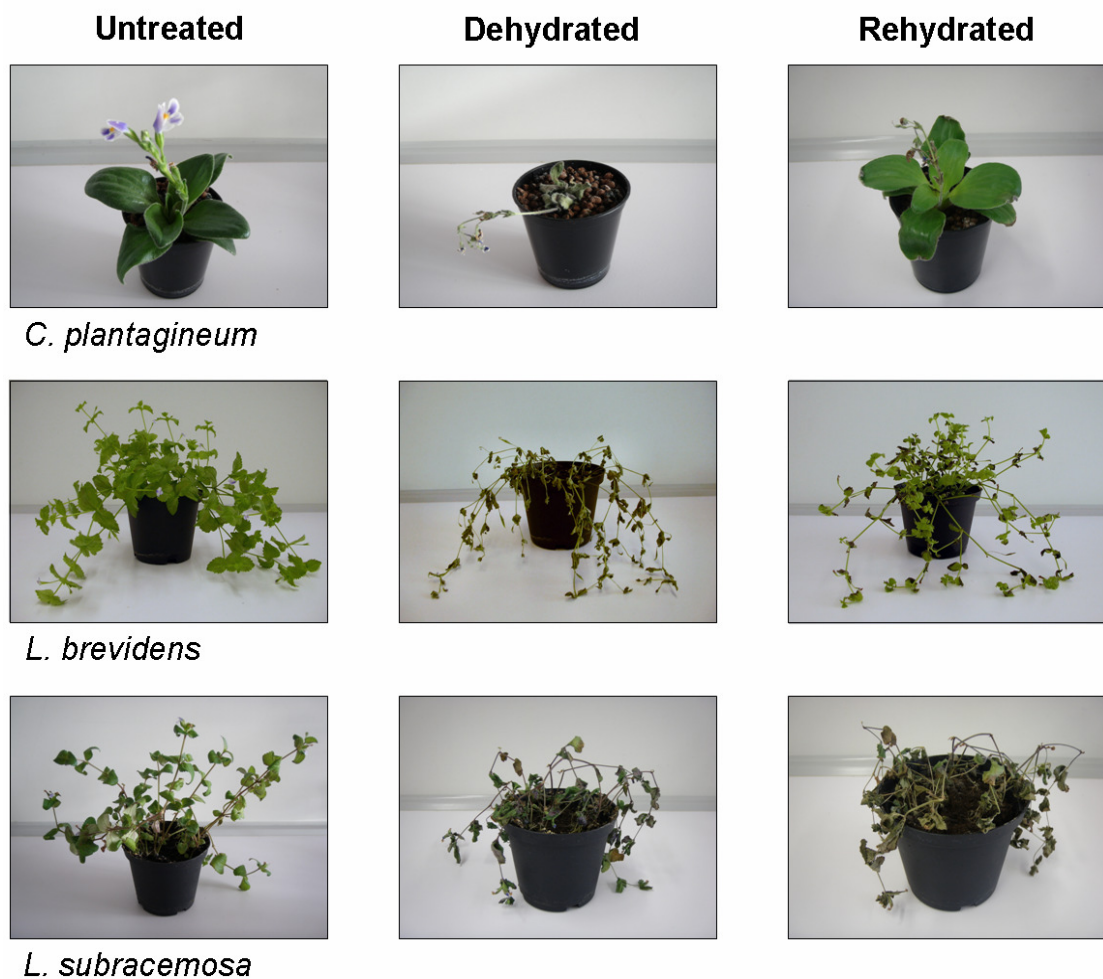 Untreated Dehydrated Rehydrated
C. plantagineum
L. brevidens
L. subracemosa